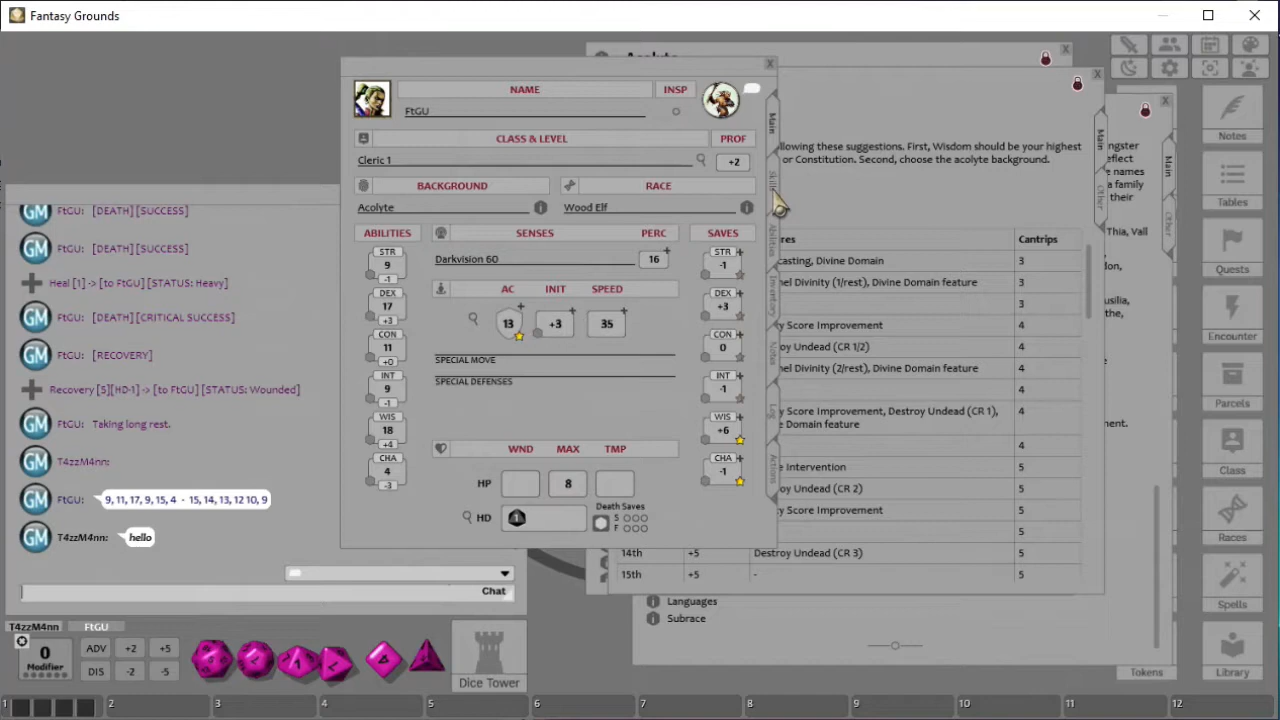 Fantasy Grounds
FtGU: [DEATH] [SUCCESS]
FtGU: [DEATH] [SUCCESS]
Heal [1] -> [to FtGU] [STATUS: Heavy]
FtGU: [DEATH] [CRITICAL SUCCESS]
FtGU: [RECOVERY]
Recovery [5] [HD-1] -> [to FtGU] [STATUS: Wounded]
FtGU: Taking long rest.
T4zzM4nn:
FtGU: 9, 11, 17, 9, 15, 4 - 15, 14, 13, 12 10, 9
T4zzM4nn: hello
Chat
T4zzM4nn FtGU
0
Modifier
ADV +2 +5
DIS -2 -5
Dice Tower
NAME INSP
FtGU
CLASS & LEVEL PROF
Cleric 1 +2
BACKGROUND RACE
Acolyte Wood Elf
ABILITIES SENSES PERC SAVES
Darkvision 60 16
STR 9 -1
DEX 17 +3
CON 11 +0
INT 9 -1
WIS 18 +4
CHA 4 -3
AC INIT SPEED
13 +3 35
SPECIAL MOVE
SPECIAL DEFENSES
WND MAX TMP
HP 8
HD 1
Death Saves
S
F
STR -1
DEX +3
CON 0
INT -1
WIS +6
CHA -1
Main
Skills
Abilities
Inventory
Notes
Log
Actions
llowing these suggestions. First, Wisdom should be your highest
or Constitution. Second, choose the acolyte background.
res Cantrips
casting, Divine Domain 3
nel Divinity (1/rest), Divine Domain feature 3
3
y Score Improvement 4
oy Undead (CR 1/2) 4
nel Divinity (2/rest), Divine Domain feature 4
4
y Score Improvement, Destroy Undead (CR 1), 4
e Domain feature
4
e Intervention 5
oy Undead (CR 2) 5
y Score Improvement 5
5
14th +5 Destroy Undead (CR 3) 5
15th +5 - 5
Main
Other
Main
Other
ngster
eflect
e names
a family
their
Thia, Vall
usilia,
the,
ment.
Languages
Subrace
Notes
Tables
Quests
Encounter
Parcels
Class
Races
Spells
Tokens
Library
1 2 3 4 5 6 7 8 9 10 11 12